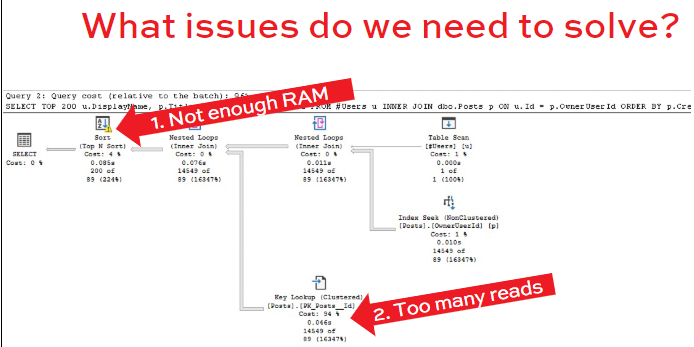 What issues do we need to solve?
Query 2: Query cost (relative to the batch):
SELECT TOP 200 u.DisplayName, FROM #Users u INNER JOIN dbo.Posts p ON u.Id = p.OwnerUserId ORDER BY p.Cre
1. Not enough RAM
SELECT
Cost: 0 %
Sort
(Top N Sort)
Cost: 4 %
0.085s
200 of
89 (224%)
Nested Loops
(Inner Join)
Cost: 0 %
0.076s
14549 of
89 (16347%)
Nested Loops
(Inner Join)
Cost: 0 %
0.011s
14549 of
89 (16347%)
Table Scan
[#Users] [u]
Cost: 1 %
0.000s
1 of
1 (100%)
Index Seek (NonClustered)
[Posts].[OwnerUserId] [p]
Cost: 1 %
0.010s
14549 of
89 (16347%)
Key Lookup (Clustered)
[Posts].[PK_Posts__Id]
Cost: 94 %
0.046s
14549 of
89 (16347%)
2. Too many reads